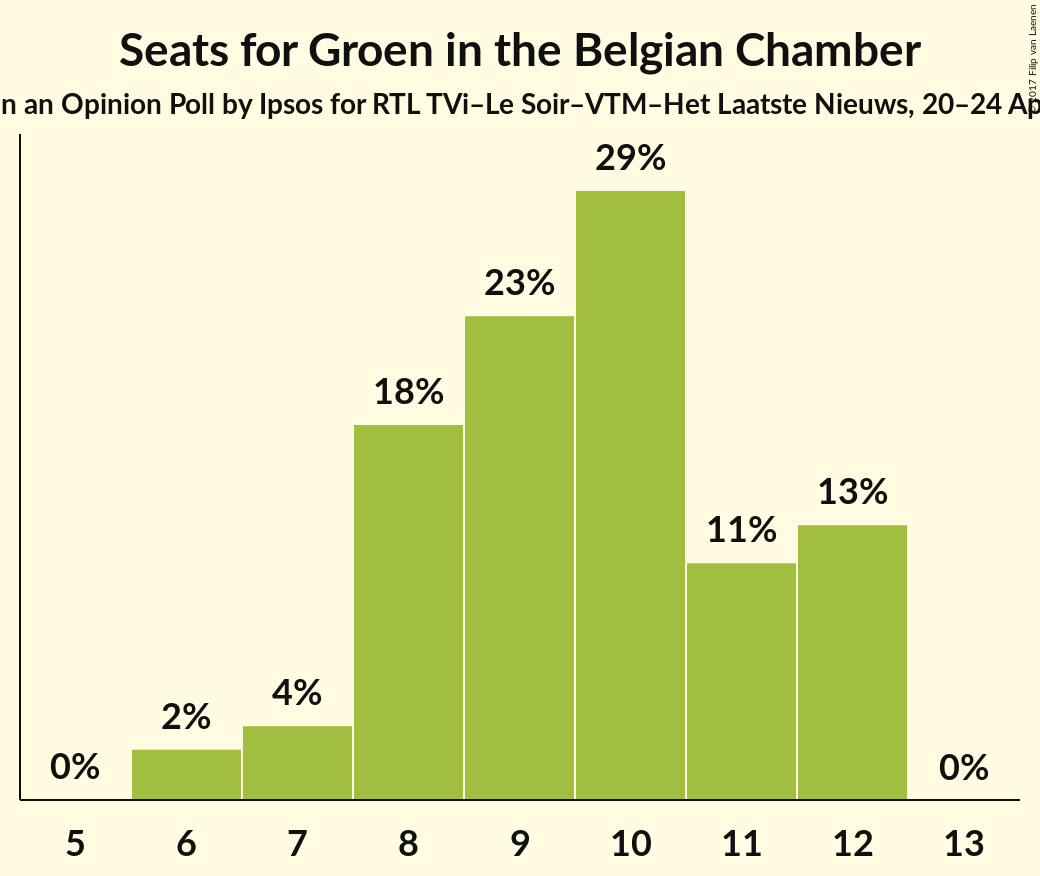 Seats for Groen in the Belgian Chamber
an Opinion Poll by Ipsos for RTL TVi–Le Soir–VTM–Het Laatste Nieuws, 20–24
2017 Filip van Laenen
29%
23%
18%
13%
11%
4%
2%
0%
0%
5 6 7 8 9 10 11 12 13